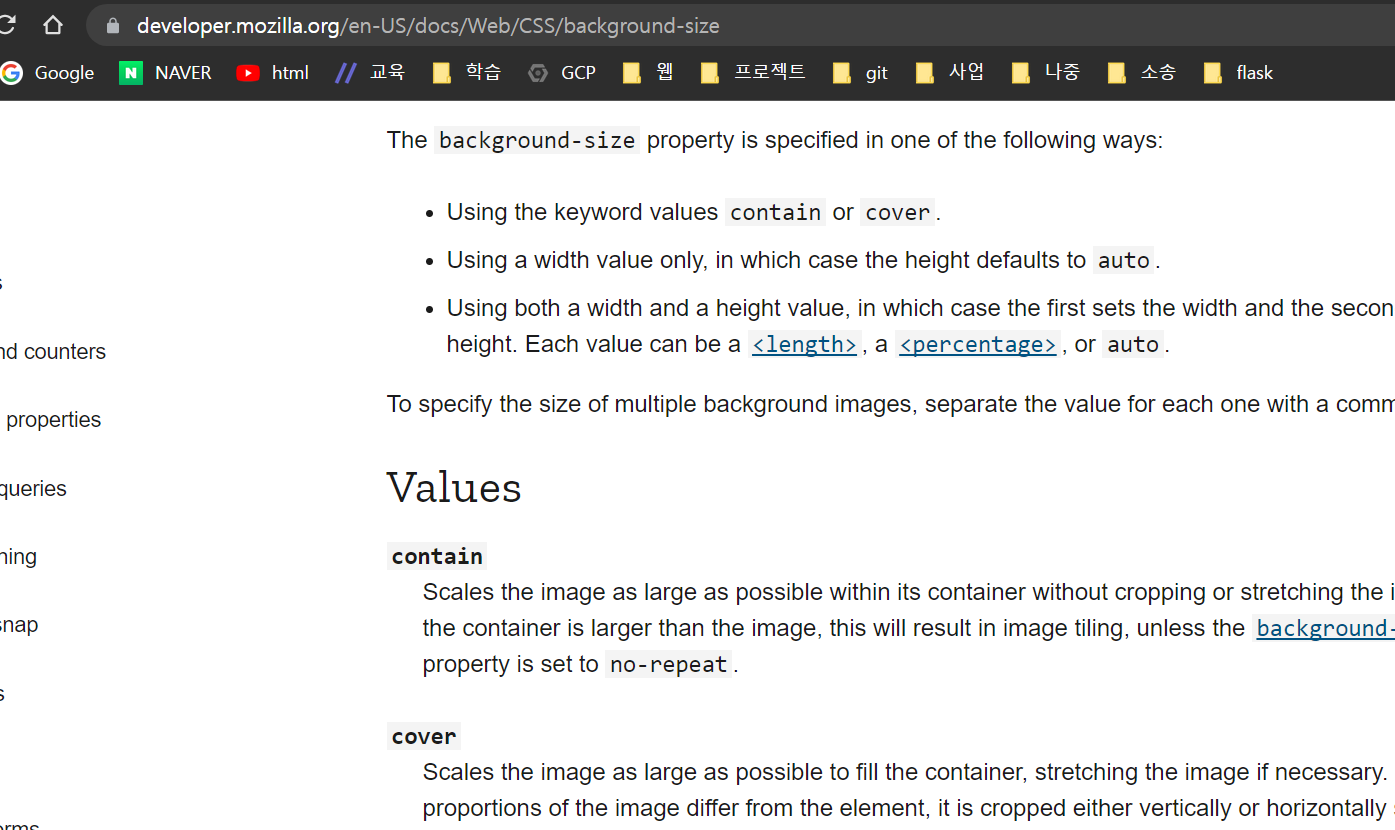 developer.mozilla.org/en-US/docs/Web/CSS/background-size
Google NAVER html 교육 학습 GCP 웹 프로젝트 git 사업 나중 소송 flask
The background-size property is specified in one of the following ways:
Using the keyword values contain or cover.
Using a width value only, in which case the height defaults to auto.
Using both a width and a height value, in which case the first sets the width and the secon
height. Each value can be a <length>, a <percentage>, or auto.
nd counters
To specify the size of multiple background images, separate the value for each one with a comm
properties
Values
queries
contain
ning
Scales the image as large as possible within its container without cropping or stretching the i
the container is larger than the image, this will result in image tiling, unless the background-
snap
property is set to no-repeat.
s
cover
Scales the image as large as possible to fill the container, stretching the image if necessary.
proportions of the image differ from the element, it is cropped either vertically or horizontally
orms